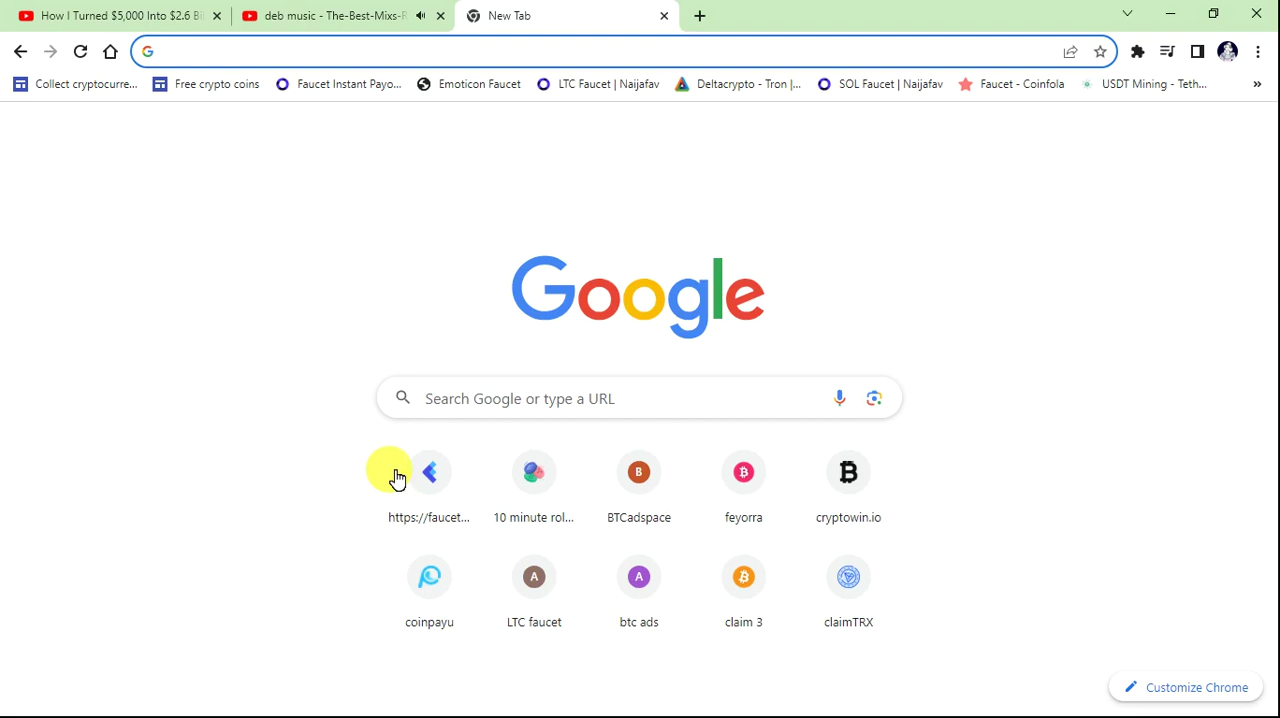 How I Turned $5,000 Into $2.6 Bi
deb music - The-Best-Mixs-R
New Tab
Collect cryptocurre...
Free crypto coins
Faucet Instant Payo...
Emoticon Faucet
LTC Faucet | Naijafav
Deltacrypto - Tron |...
SOL Faucet | Naijafav
Faucet - Coinfola
USDT Mining - Teth...
»
Google
Search Google or type a URL
https://faucet...
10 minute rol...
B
BTCadspace
feyorra
cryptowin.io
coinpayu
A
LTC faucet
A
btc ads
claim 3
claimTRX
Customize Chrome